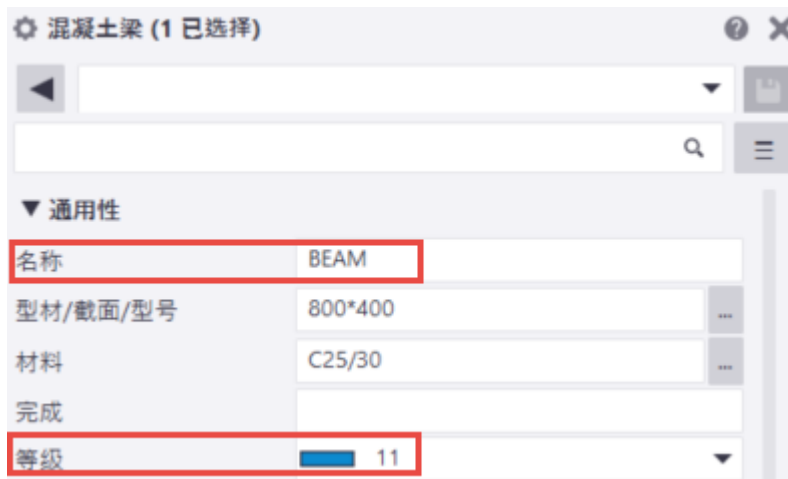 混凝土梁 (1 已选择)
▼ 通用性
名称 BEAM
型材/截面/型号 800*400 ...
材料 C25/30 ...
完成
等级 11